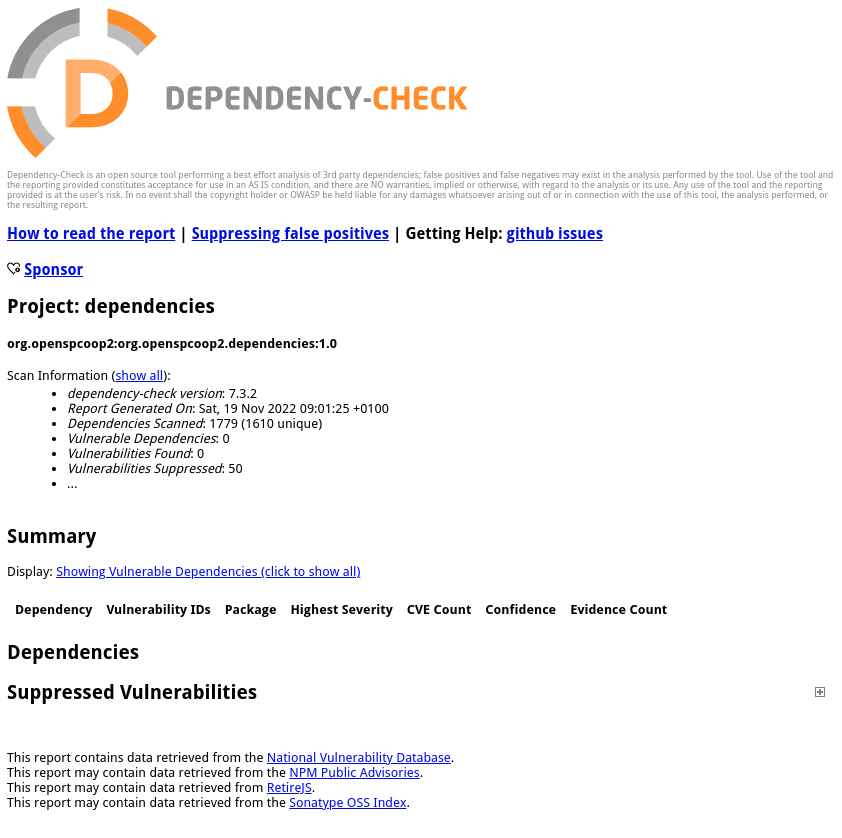 DEPENDENCY-CHECK
Dependency-Check is an open source tool performing a best effort analysis of 3rd party dependencies; false positives and false negatives may exist in the analysis performed by the tool. Use of the tool and
the reporting provided constitutes acceptance for use in an AS IS condition, and there are NO warranties, implied or otherwise, with regard to the analysis or its use. Any use of the tool and the reporting
provided is at the user's risk. In no event shall the copyright holder or OWASP be held liable for any damages whatsoever arising out of or in connection with the use of this tool, the analysis performed, or
the resulting report.
How to read the report | Suppressing false positives | Getting Help: github issues
Sponsor
Project: dependencies
org.openspcoop2:org.openspcoop2.dependencies:1.0
Scan Information (show all):
• dependency-check version: 7.3.2
• Report Generated On: Sat, 19 Nov 2022 09:01:25 +0100
• Dependencies Scanned: 1779 (1610 unique)
• Vulnerable Dependencies: 0
• Vulnerabilities Found: 0
• Vulnerabilities Suppressed: 50
• ...
Summary
Display: Showing Vulnerable Dependencies (click to show all)
Dependency Vulnerability IDs Package Highest Severity CVE Count Confidence Evidence Count
Dependencies
Suppressed Vulnerabilities
This report contains data retrieved from the National Vulnerability Database.
This report may contain data retrieved from the NPM Public Advisories.
This report may contain data retrieved from RetireJS.
This report may contain data retrieved from the Sonatype OSS Index.